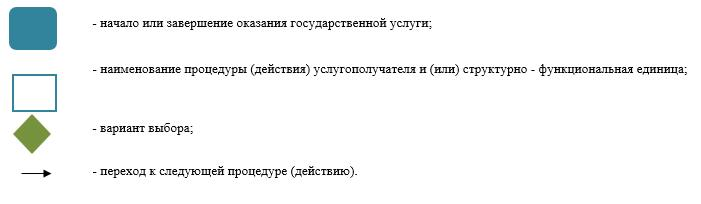 - начало или завершение оказания государственной услуги;
- наименование процедуры (действия) услугополучателя и (или) структурно - функциональная единица;
- вариант выбора;
- переход к следующей процедуре (действию).